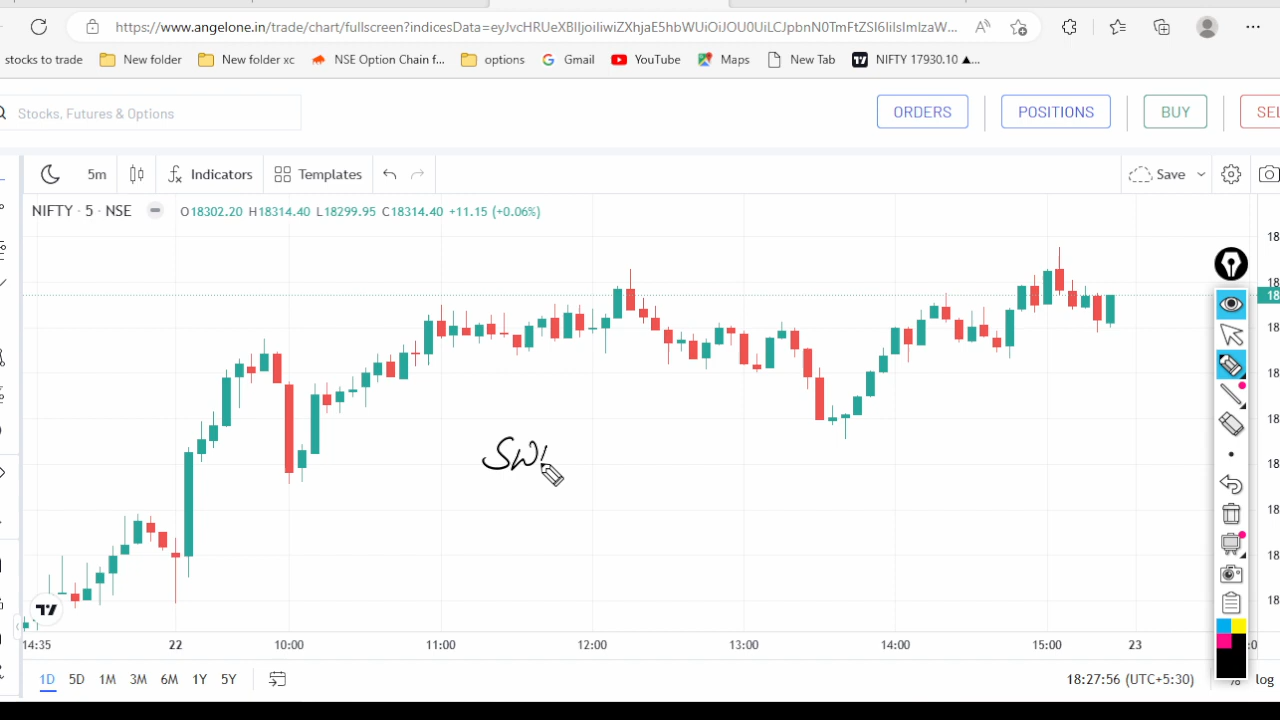 https://www.angelone.in/trade/chart/fullscreen?indicesData=eyJvcHRUeXBlIjoiliwiZXhjaE5hbWUiOiJOU0UiLCJpbnN0TmFtZSI6IilsImlzaW...
stocks to trade New folder New folder xc NSE Option Chain f... options Gmail YouTube Maps New Tab NIFTY 17930.10 ▲...
Stocks, Futures & Options ORDERS POSITIONS BUY SEL
5m Indicators Templates Save
NIFTY · 5 · NSE O18302.20 H18314.40 L18299.95 C18314.40 +11.15 (+0.06%)
SWI
14:35 22 10:00 11:00 12:00 13:00 14:00 15:00 23
1D 5D 1M 3M 6M 1Y 5Y 18:27:56 (UTC+5:30) % log